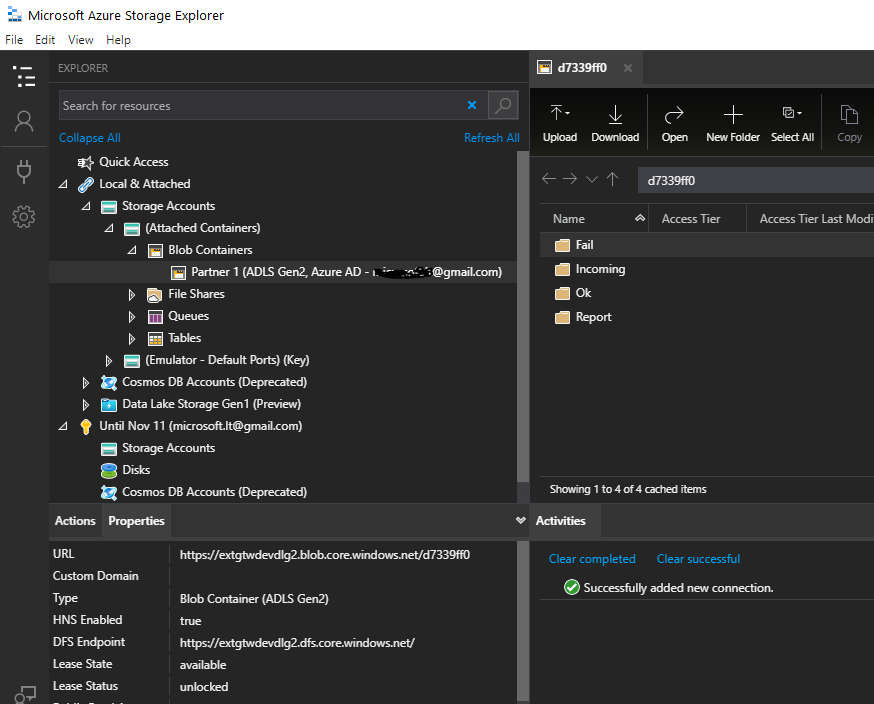 Microsoft Azure Storage Explorer
File Edit View Help
EXPLORER
Search for resources
Collapse All Refresh All
Quick Access
Local & Attached
Storage Accounts
(Attached Containers)
Blob Containers
Partner 1 (ADLS Gen2, Azure AD - @gmail.com)
File Shares
Queues
Tables
(Emulator - Default Ports) (Key)
Cosmos DB Accounts (Deprecated)
Data Lake Storage Gen1 (Preview)
Until Nov 11 (microsoft.lt@gmail.com)
Storage Accounts
Disks
Cosmos DB Accounts (Deprecated)
Actions Properties
URL https://extgtwdevdlg2.blob.core.windows.net/d7339ff0
Custom Domain
Type Blob Container (ADLS Gen2)
HNS Enabled true
DFS Endpoint https://extgtwdevdlg2.dfs.core.windows.net/
Lease State available
Lease Status unlocked
d7339ff0
Upload Download Open New Folder Select All Copy
d7339ff0
Name Access Tier Access Tier Last Modi
Fail
Incoming
Ok
Report
Showing 1 to 4 of 4 cached items
Activities
Clear completed Clear successful
Successfully added new connection.